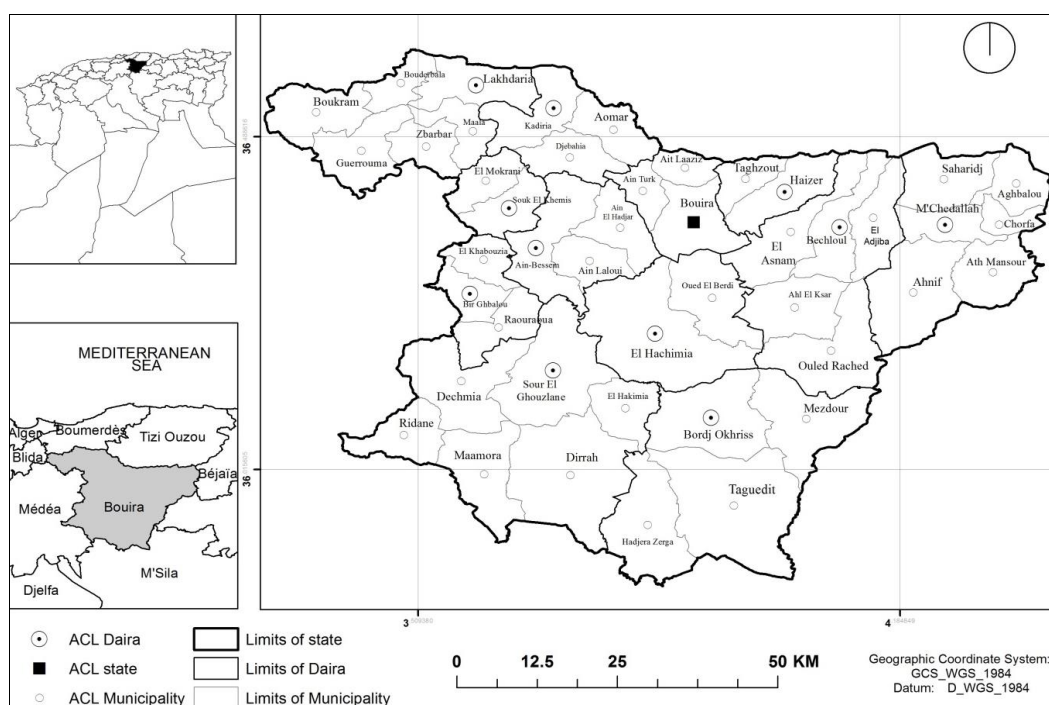 Boukram
Bouderbala
Lakhdaria
Kadiria
Aomar
Maala
Zbarbar
Guerrouma
Djebahia
El Mokrani
Souk El Khemis
Ait Laaziz
Ain Turk
Bouira
Taghzout
Haizer
Saharidj
Aghbalou
M'Chedallah
Chorfa
Ain
El Hadjar
El
Asnam
Bechloul
El
Adjiba
Ath Mansour
Ahnif
El Khabouzia
Ain-Bessem
Ain Laloui
Oued El Berdi
Ahl El Ksar
Bir Ghbalou
Raouraoua
El Hachimia
Ouled Rached
Dechmia
Sour El
Ghouzlane
El Hakimia
Bordj Okhriss
Mezdour
Ridane
Maamora
Dirrah
Taguedit
Hadjera Zerga
MEDITERRANEAN
SEA
Alger
Boumerdès
Tizi Ouzou
Blida
Béjaïa
Médéa
Bouira
M'Sila
Djelfa
ACL Daira
ACL state
ACL Municipality
Limits of state
Limits of Daira
Limits of Municipality
0 12.5 25 50 KM
Geographic Coordinate System:
GCS_WGS_1984
Datum: D_WGS_1984
36
36
3
4